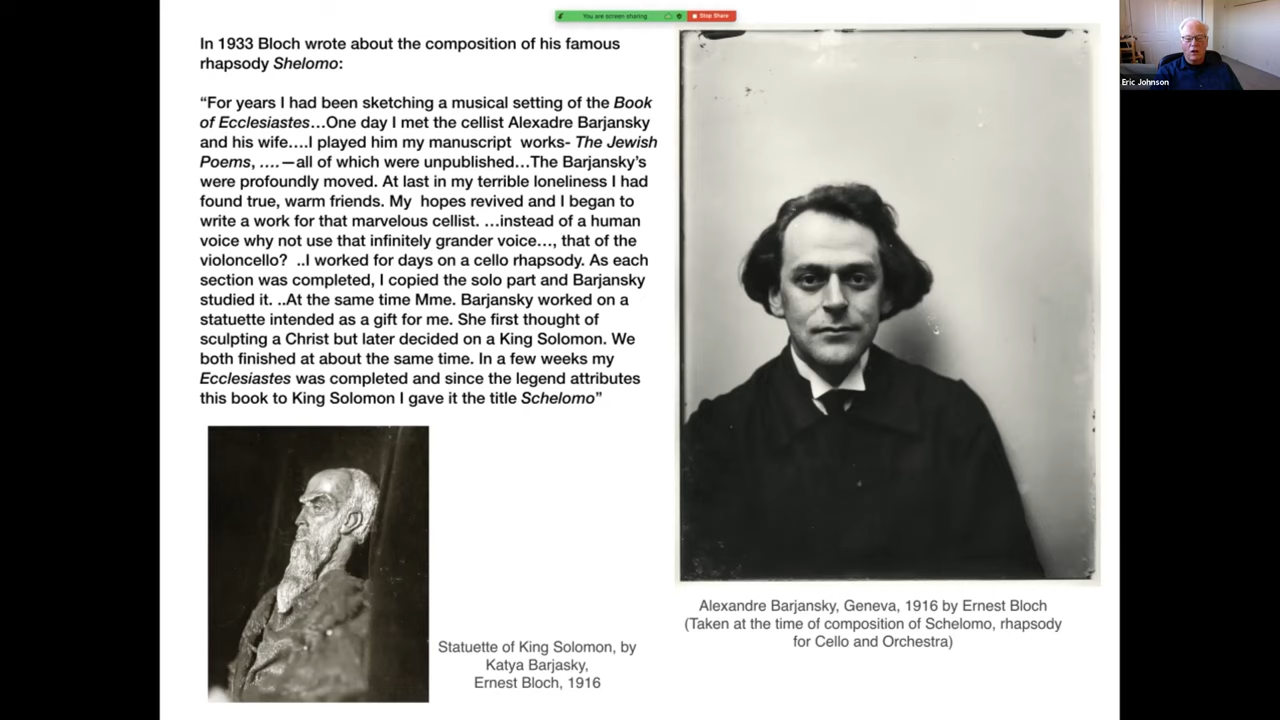 You are screen sharing
Stop Share
In 1933 Bloch wrote about the composition of his famous
rhapsody Shelomo:
“For years I had been sketching a musical setting of the Book
of Ecclesiastes…One day I met the cellist Alexadre Barjansky
and his wife….I played him my manuscript works- The Jewish
Poems, ….—all of which were unpublished…The Barjansky’s
were profoundly moved. At last in my terrible loneliness I had
found true, warm friends. My hopes revived and I began to
write a work for that marvelous cellist. …instead of a human
voice why not use that infinitely grander voice…, that of the
violoncello? ..I worked for days on a cello rhapsody. As each
section was completed, I copied the solo part and Barjansky
studied it. ..At the same time Mme. Barjansky worked on a
statuette intended as a gift for me. She first thought of
sculpting a Christ but later decided on a King Solomon. We
both finished at about the same time. In a few weeks my
Ecclesiastes was completed and since the legend attributes
this book to King Solomon I gave it the title Schelomo”
Statuette of King Solomon, by
Katya Barjasky,
Ernest Bloch, 1916
Alexandre Barjansky, Geneva, 1916 by Ernest Bloch
(Taken at the time of composition of Schelomo, rhapsody
for Cello and Orchestra)
Eric Johnson